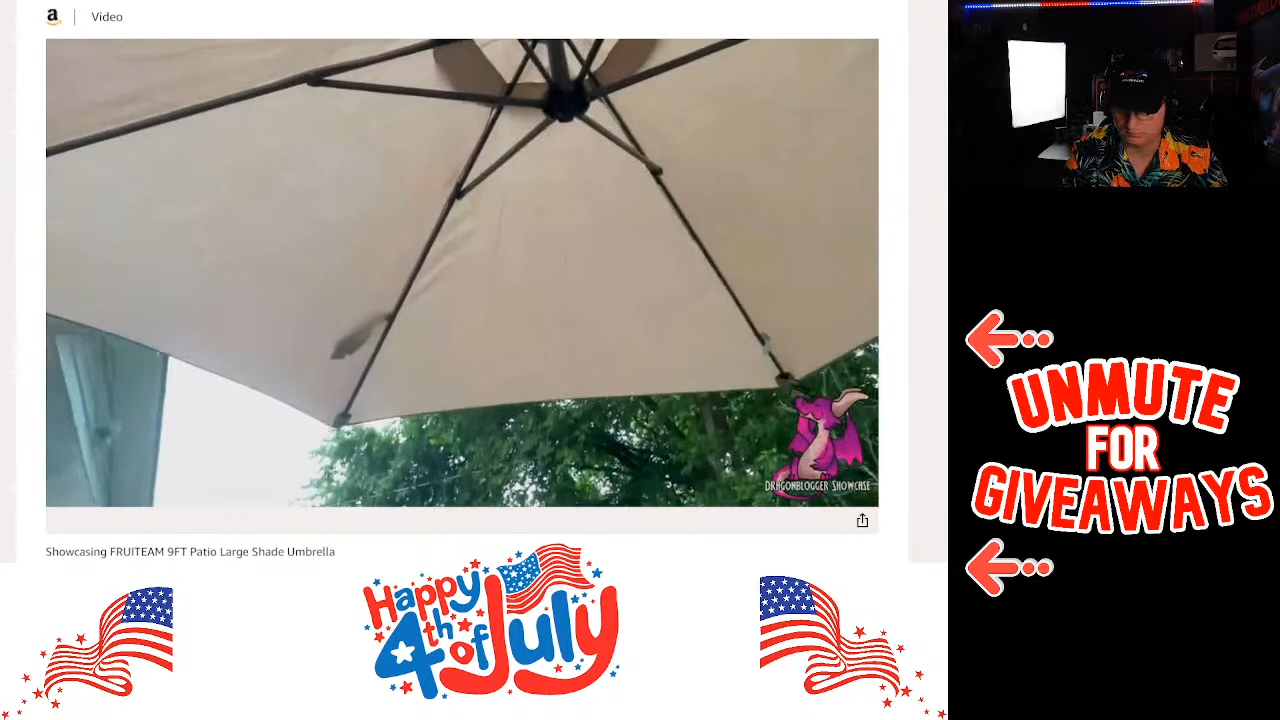 a
Video
DRAGONBLOGGER SHOWCASE
Showcasing FRUITEAM 9FT Patio Large Shade Umbrella
Happy
4th
of July
UNMUTE
FOR
GIVEAWAYS